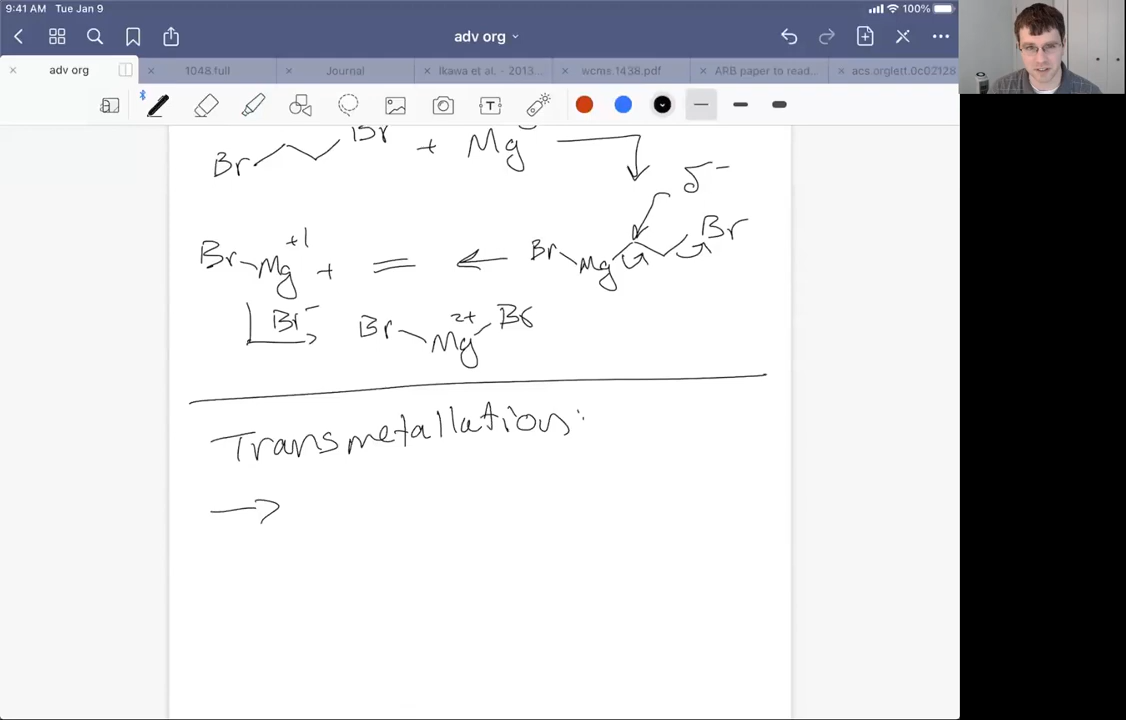 9:41 AM Tue Jan 9
100%
adv org
adv org
1048.full
Journal
Ikawa et al. - 2013...
wcms.1438.pdf
ARB paper to read...
acs.orglett.0c02128
T
Br Br + Mg
δ-
Br-Mg +1 + = ← Br Mg Br
Br- Br Mg 2+ Br
Transmetallations:
→